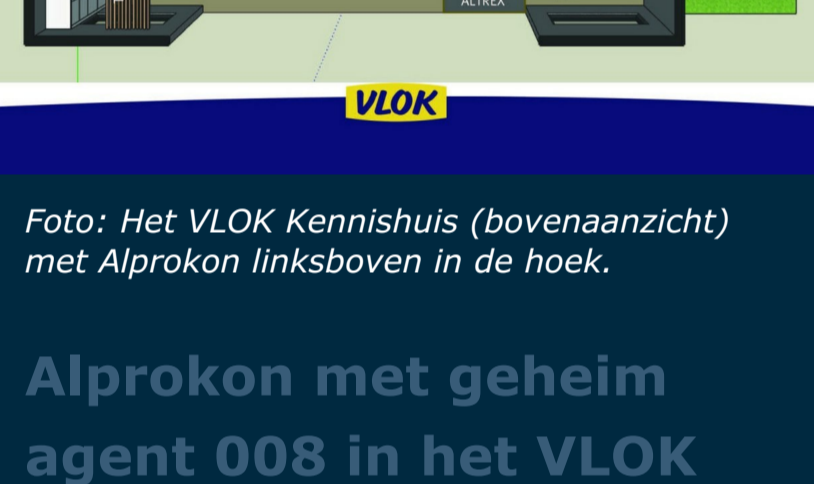 ALTREX
VLOK
Foto: Het VLOK Kennishuis (bovenaanzicht)
met Alprokon linksboven in de hoek.
Alprokon met geheim
agent 008 in het VLOK